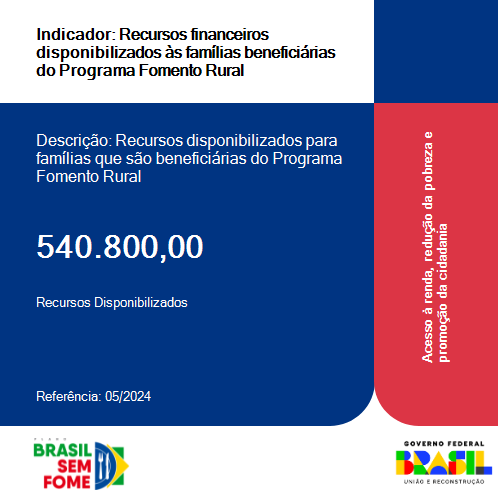 Indicador: Recursos financeiros
disponibilizados às famílias beneficiárias
do Programa Fomento Rural
Descrição: Recursos disponibilizados para
famílias que são beneficiárias do Programa
Fomento Rural
540.800,00
Recursos Disponibilizados
Referência: 05/2024
Acesso à renda, redução da pobreza e
promoção da cidadania
PLANO
BRASIL
SEM
FOME
GOVERNO FEDERAL
BRASIL
UNIÃO E RECONSTRUÇÃO